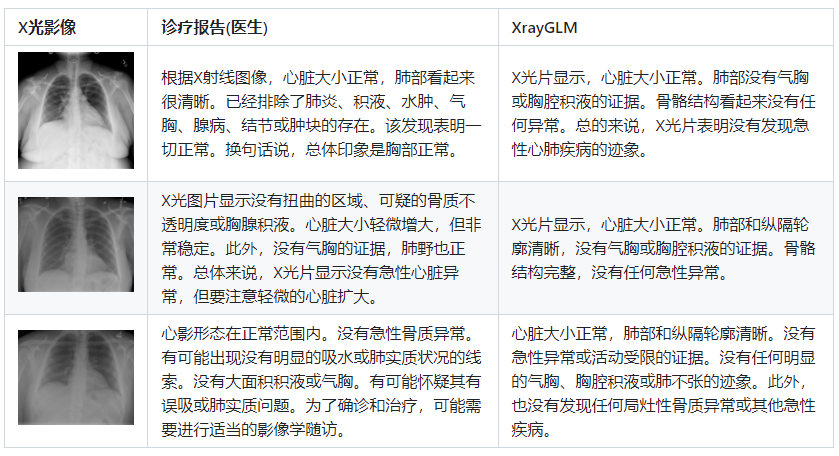 X光影像
诊疗报告(医生)
XrayGLM
根据X射线图像，心脏大小正常，肺部看起来
很清晰。已经排除了肺炎、积液、水肿、气
胸、腺病、结节或肿块的存在。该发现表明一
切正常。换句话说，总体印象是胸部正常。
X光片显示，心脏大小正常。肺部没有气胸
或胸腔积液的证据。骨骼结构看起来没有任
何异常。总的来说，X光片表明没有发现急
性心肺疾病的迹象。
X光图片显示没有扭曲的区域、可疑的骨质不
透明度或胸腺积液。心脏大小轻微增大，但非
常稳定。此外，没有气胸的证据，肺野也正
常。总体来说，X光片显示没有急性心脏异
常，但要注意轻微的心脏扩大。
X光片显示，心脏大小正常。肺部和纵隔轮
廓清晰，没有气胸或胸腔积液的证据。骨骼
结构完整，没有任何急性异常。
心影形态在正常范围内。没有急性骨质异常。
有可能出现没有明显的吸水或肺实质状况的线
索。没有大面积积液或气胸。有可能怀疑其有
误吸或肺实质问题。为了确诊和治疗，可能需
要进行适当的影像学随访。
心脏大小正常，肺部和纵隔轮廓清晰。没有
急性异常或活动受限的证据。没有任何明显
的气胸、胸腔积液或肺不张的迹象。此外，
也没有发现任何局灶性骨质异常或其他急性
疾病。